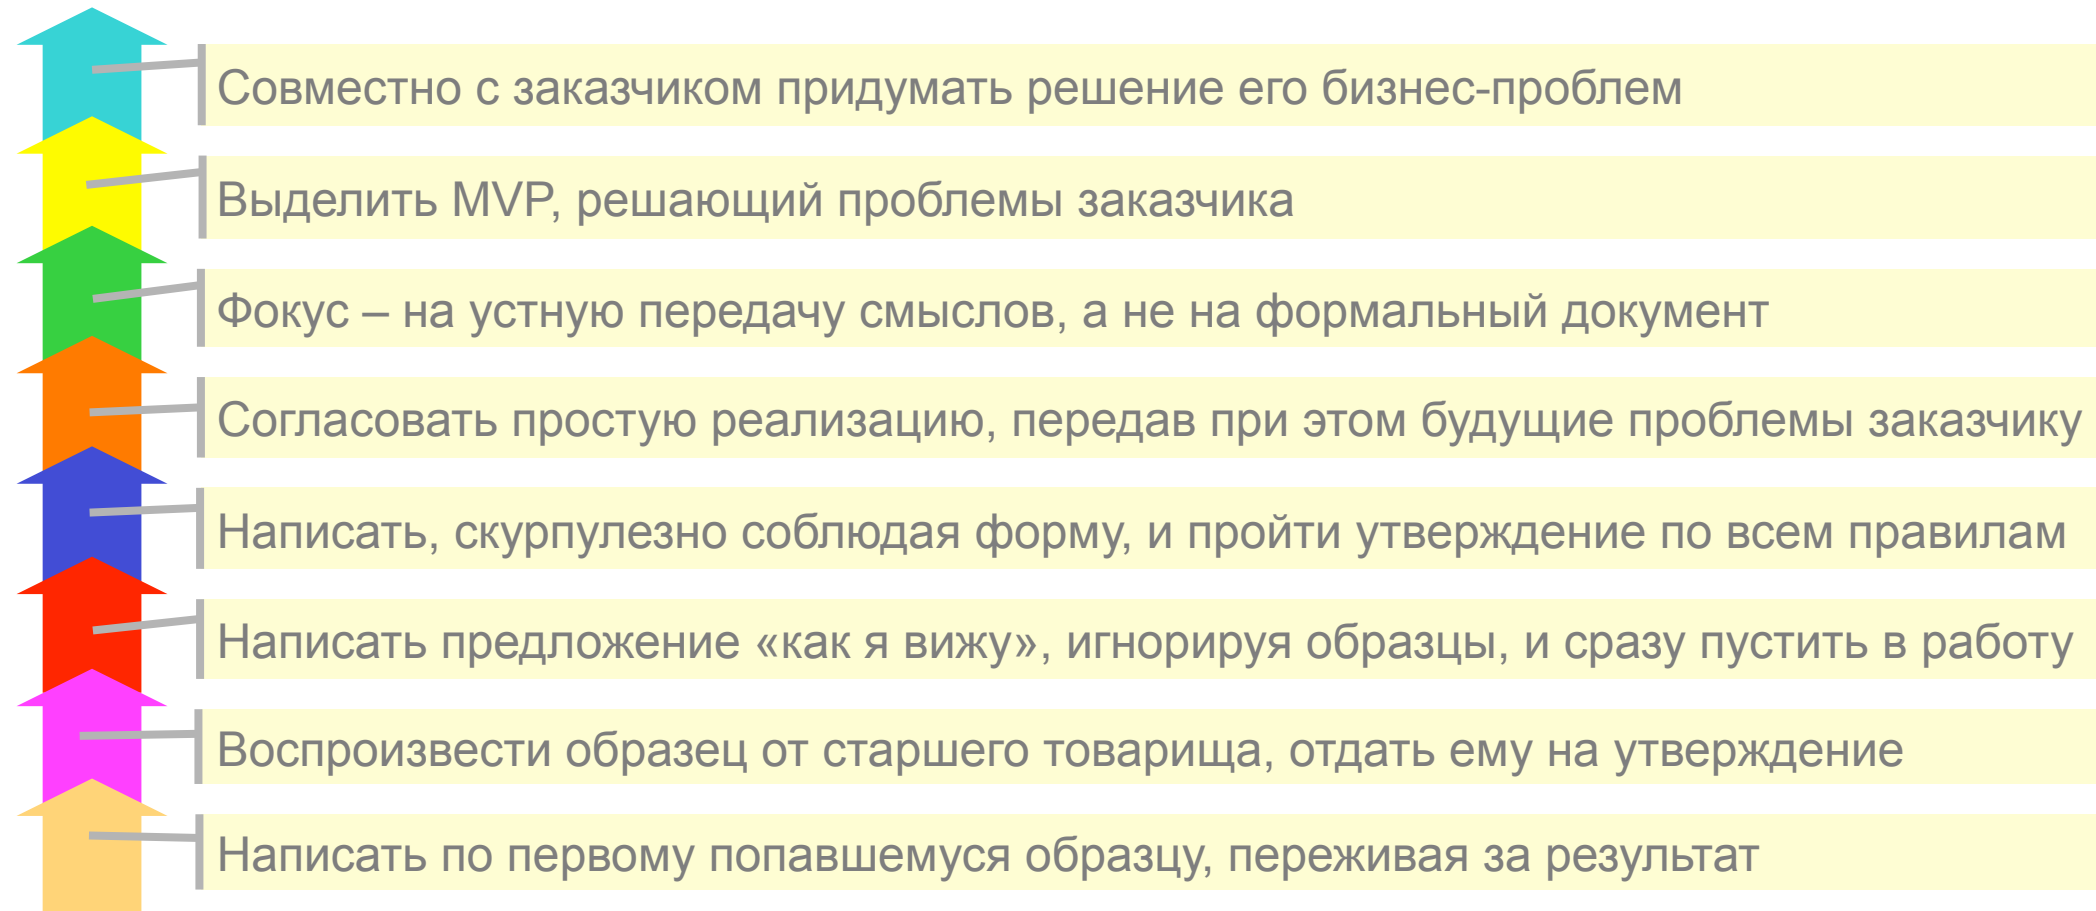 Совместно с заказчиком придумать решение его бизнес-проблем
Выделить MVP, решающий проблемы заказчика
Фокус – на устную передачу смыслов, а не на формальный документ
Согласовать простую реализацию, передав при этом будущие проблемы заказчику
Написать, скурпулезно соблюдая форму, и пройти утверждение по всем правилам
Написать предложение «как я вижу», игнорируя образцы, и сразу пустить в работу
Воспроизвести образец от старшего товарища, отдать ему на утверждение
Написать по первому попавшемуся образцу, переживая за результат